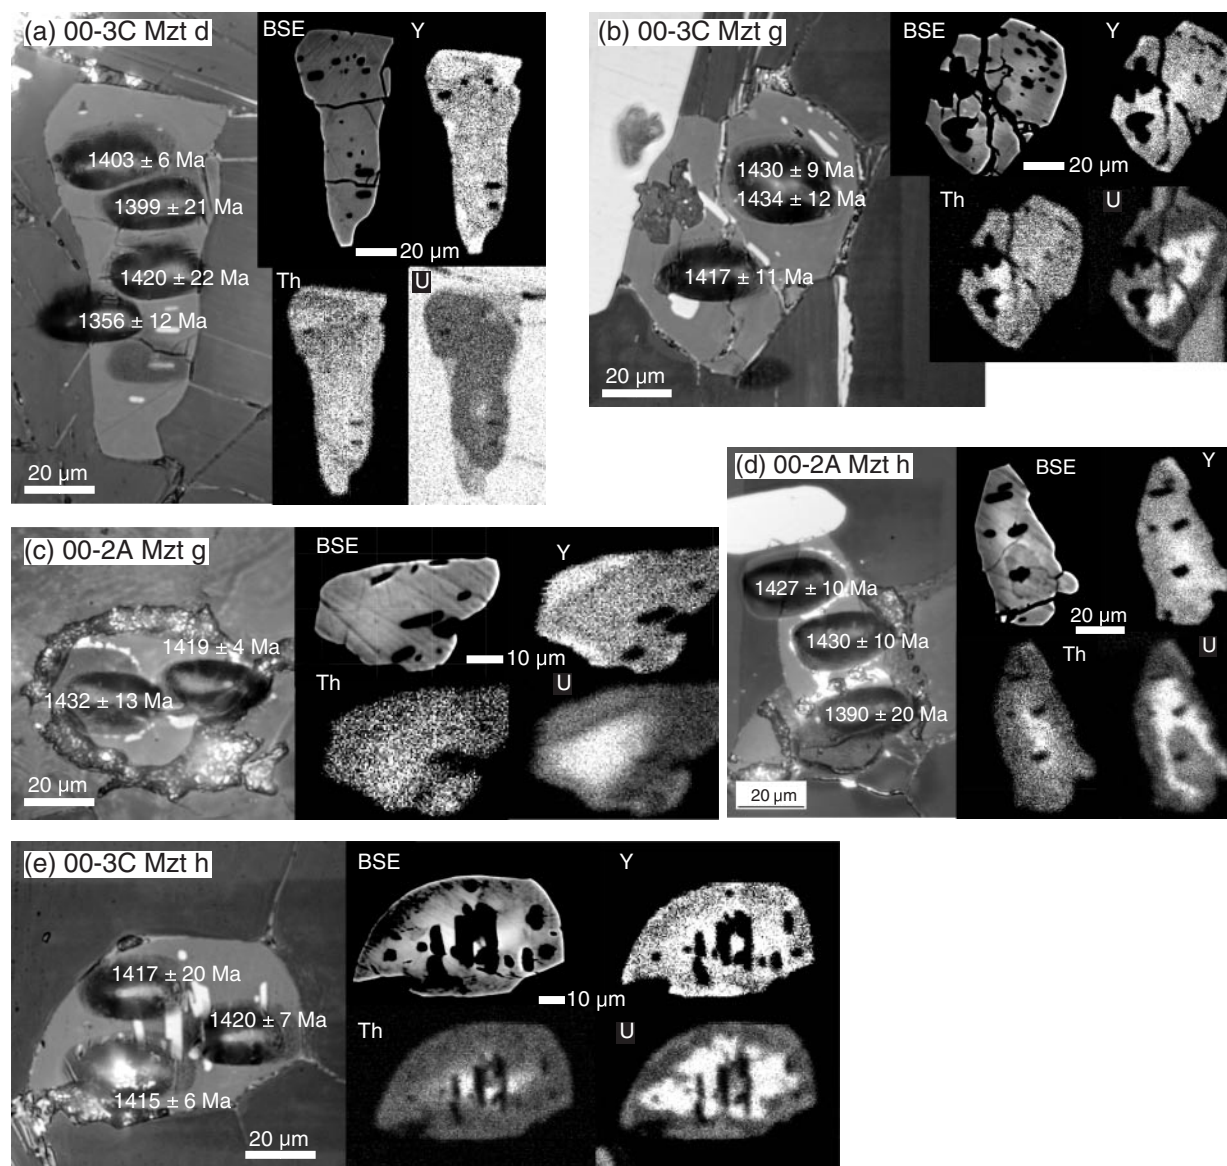 (a) 00-3C Mzt d
BSE
Y
1403 ± 6 Ma
1399 ± 21 Ma
1420 ± 22 Ma
1356 ± 12 Ma
20 µm
20 µm
Th
U
(b) 00-3C Mzt g
BSE
Y
1430 ± 9 Ma
1434 ± 12 Ma
1417 ± 11 Ma
20 µm
20 µm
Th
U
(c) 00-2A Mzt g
BSE
Y
1419 ± 4 Ma
1432 ± 13 Ma
20 µm
10 µm
Th
U
(d) 00-2A Mzt h
BSE
Y
1427 ± 10 Ma
1430 ± 10 Ma
1390 ± 20 Ma
20 µm
20 µm
Th
U
(e) 00-3C Mzt h
BSE
Y
1417 ± 20 Ma
1420 ± 7 Ma
1415 ± 6 Ma
20 µm
10 µm
Th
U